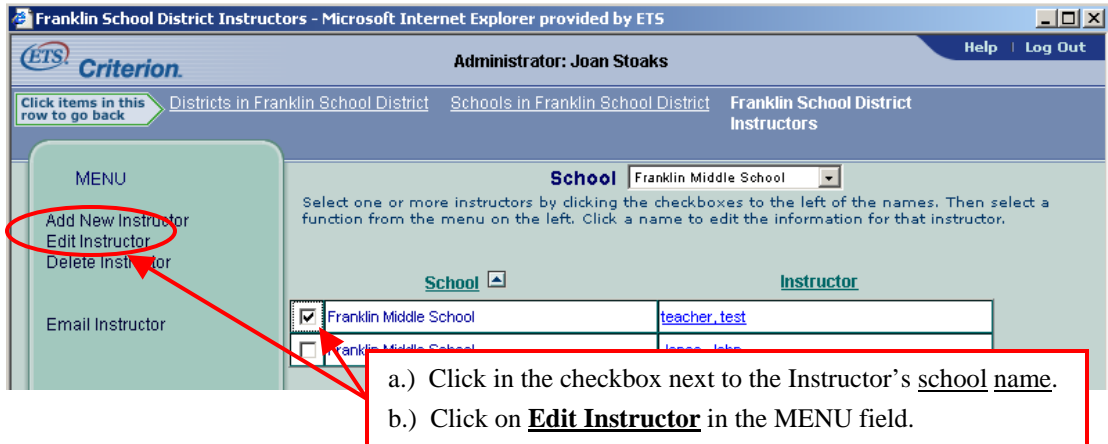 Franklin School District Instructors - Microsoft Internet Explorer provided by ETS
ETS Criterion. Administrator: Joan Stoaks Help | Log Out
Click items in this row to go back
Districts in Franklin School District Schools in Franklin School District Franklin School District Instructors
MENU
Add New Instructor
Edit Instructor
Delete Instructor
Email Instructor
School Franklin Middle School
Select one or more instructors by clicking the checkboxes to the left of the names. Then select a
function from the menu on the left. Click a name to edit the information for that instructor.
School Instructor
Franklin Middle School teacher, test
Franklin Middle School
a.) Click in the checkbox next to the Instructor's school name.
b.) Click on Edit Instructor in the MENU field.